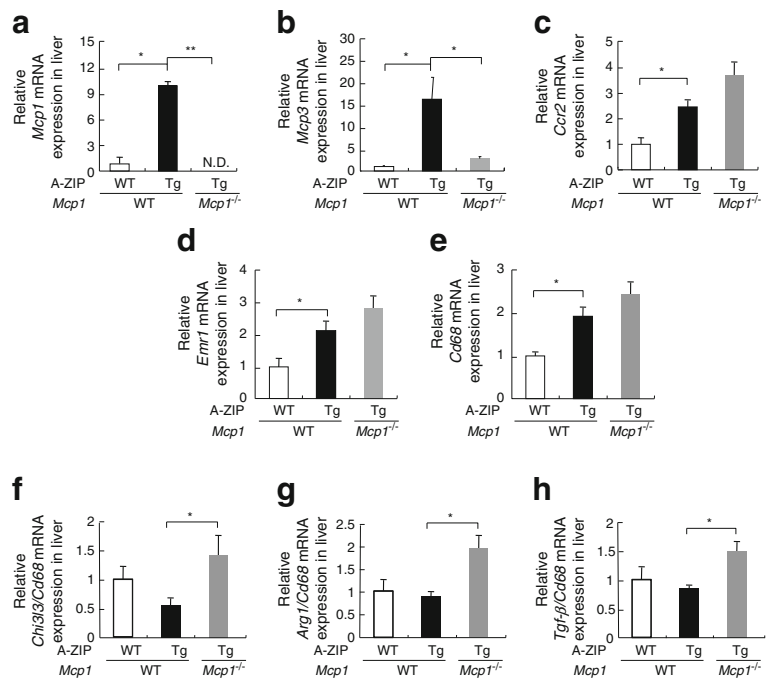 a
Relative
Mcp1 mRNA
expression in liver
15
12
9
6
3
0
*
**
N.D.
A-ZIP WT Tg Tg
Mcp1 WT Mcp1-/-
b
Relative
Mcp3 mRNA
expression in liver
30
25
20
15
10
5
0
*
*
WT Tg Tg
A-ZIP
Mcp1 WT Mcp1-/-
c
Relative
Ccr2 mRNA
expression in liver
5
4
3
2
1
0
*
A-ZIP WT Tg Tg
Mcp1 WT Mcp1-/-
d
Relative
Emr1 mRNA
expression in liver
4
3
2
1
0
*
A-ZIP WT Tg Tg
Mcp1 WT Mcp1-/-
e
Relative
Cd68 mRNA
expression in liver
3
2
1
0
*
A-ZIP WT Tg Tg
Mcp1 WT Mcp1-/-
f
Relative
Chi3l3/Cd68 mRNA
expression in liver
2
1.5
1
0.5
0
*
A-ZIP WT Tg Tg
Mcp1 WT Mcp1-/-
g
Relative
Arg1/Cd68 mRNA
expression in liver
2.5
2
1.5
1
0.5
0
*
A-ZIP WT Tg Tg
Mcp1 WT Mcp1-/-
h
Relative
Tgf-β/Cd68 mRNA
expression in liver
2
1.5
1
0.5
0
*
A-ZIP WT Tg Tg
Mcp1 WT Mcp1-/-